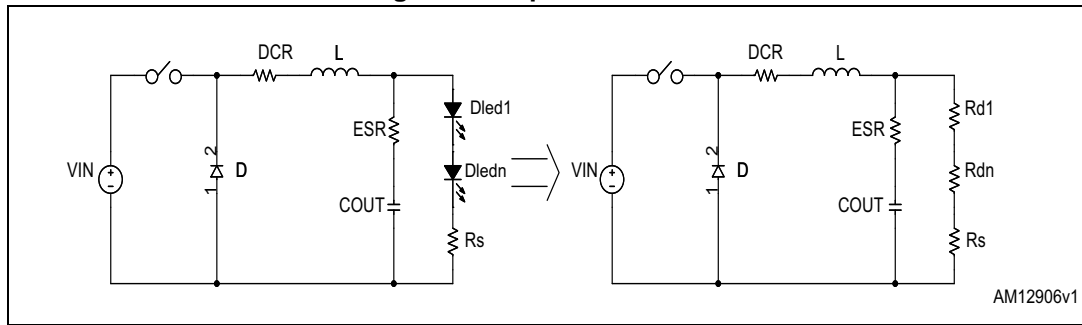 DCR
L
VIN
2
1
D
ESR
COUT
Dled1
Dledn
Rs
DCR
L
VIN
2
1
D
ESR
COUT
Rd1
Rdn
Rs
AM12906v1